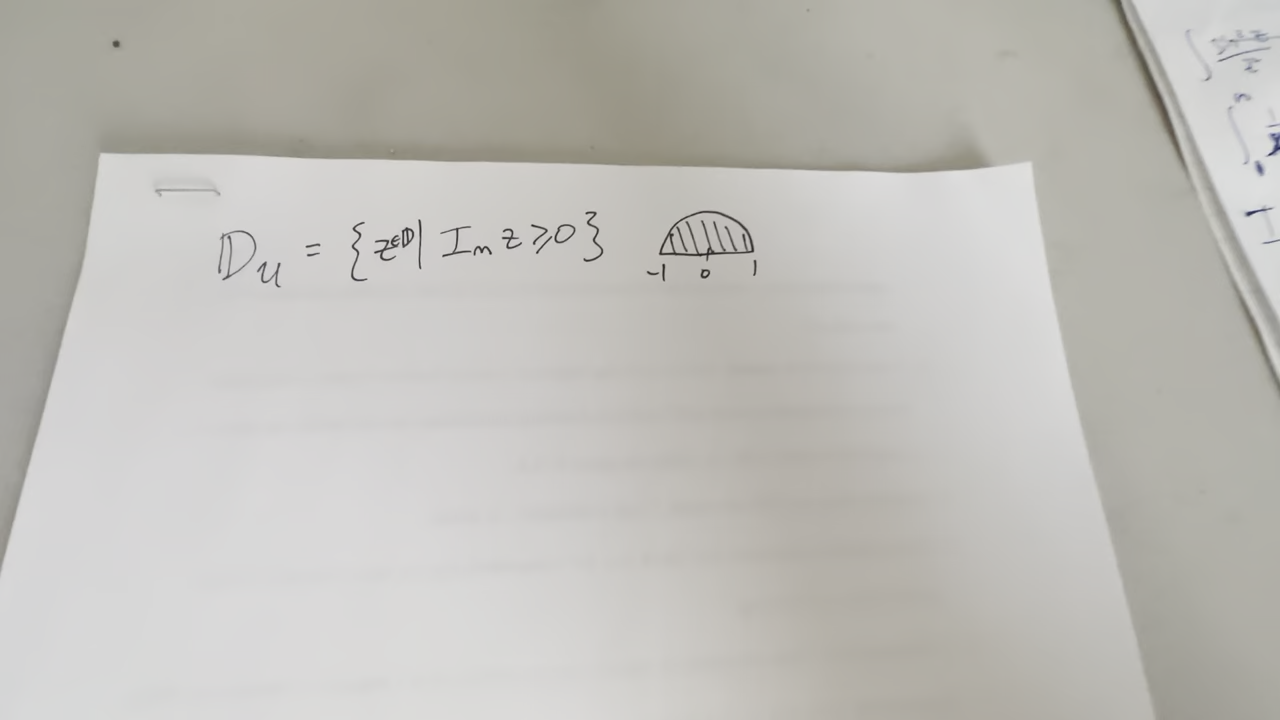 𝔻_u = {z∈𝔻 | Im z ⩾ 0}
-1 0 1